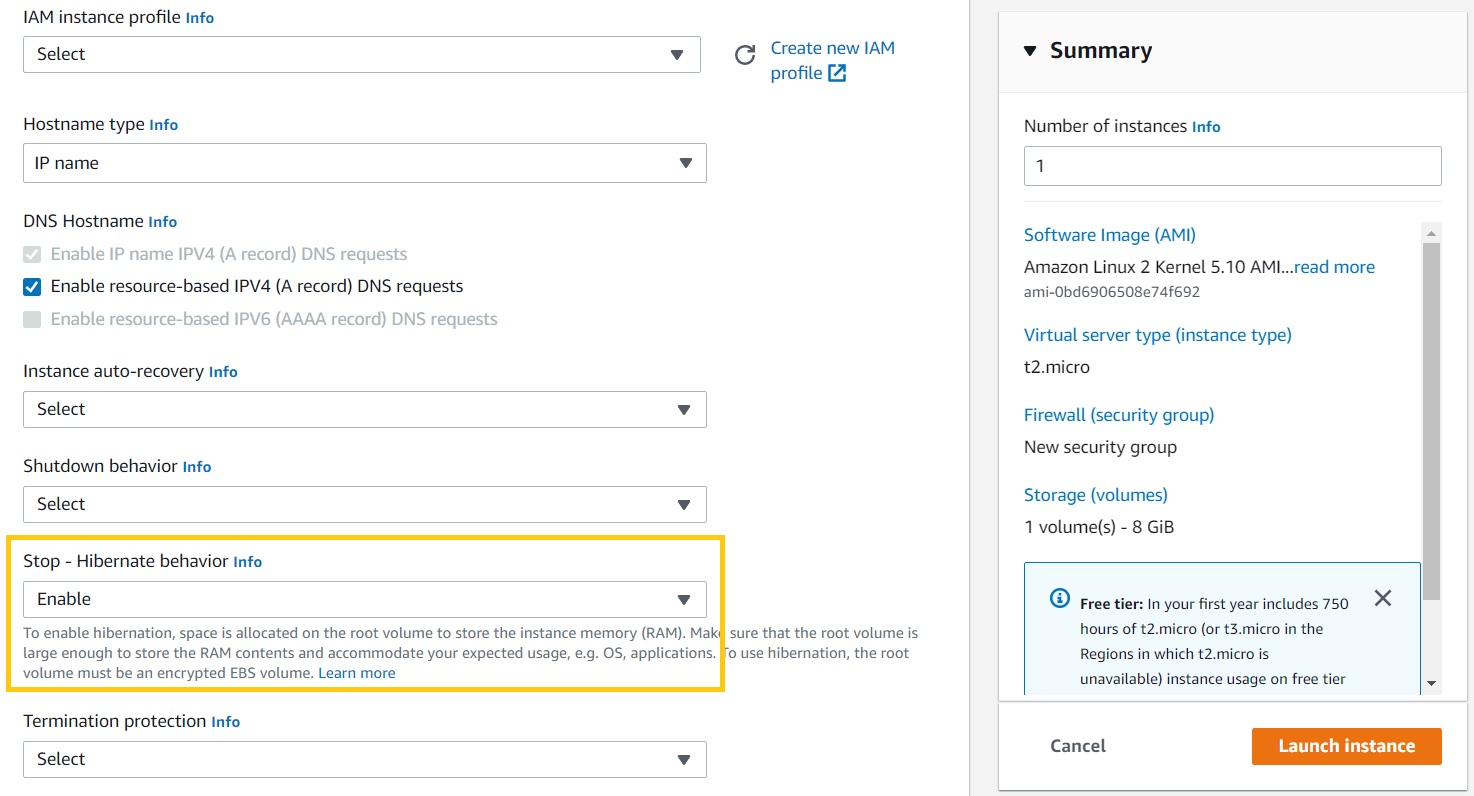 IAM instance profile Info
Select
Create new IAM
profile
Hostname type Info
IP name
DNS Hostname Info
Enable IP name IPV4 (A record) DNS requests
Enable resource-based IPV4 (A record) DNS requests
Enable resource-based IPV6 (AAAA record) DNS requests
Instance auto-recovery Info
Select
Shutdown behavior Info
Select
Stop - Hibernate behavior Info
Enable
To enable hibernation, space is allocated on the root volume to store the instance memory (RAM). Make sure that the root volume is
large enough to store the RAM contents and accommodate your expected usage, e.g. OS, applications. To use hibernation, the root
volume must be an encrypted EBS volume. Learn more
Termination protection Info
Select
Summary
Number of instances Info
1
Software Image (AMI)
Amazon Linux 2 Kernel 5.10 AMI...read more
ami-0bd6906508e74f692
Virtual server type (instance type)
t2.micro
Firewall (security group)
New security group
Storage (volumes)
1 volume(s) - 8 GiB
Free tier: In your first year includes 750
hours of t2.micro (or t3.micro in the
Regions in which t2.micro is
unavailable) instance usage on free tier
Cancel
Launch instance